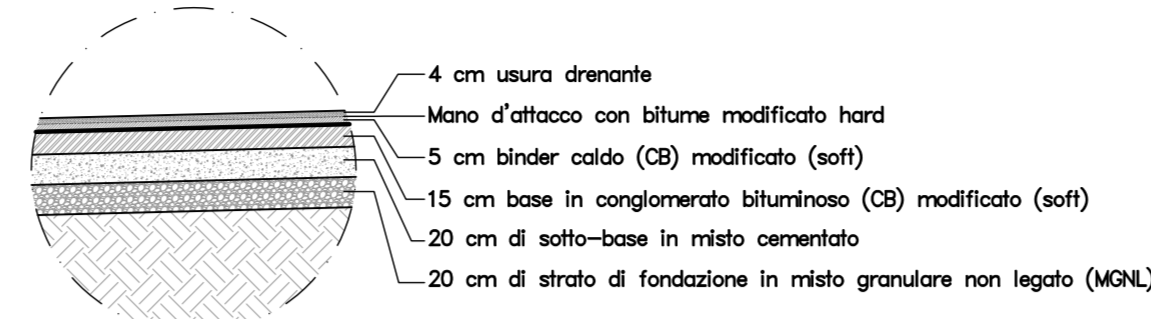 4 cm usura drenante
Mano d'attacco con bitume modificato hard
5 cm binder caldo (CB) modificato (soft)
15 cm base in conglomerato bituminoso (CB) modificato (soft)
20 cm di sotto-base in misto cementato
20 cm di strato di fondazione in misto granulare non legato (MGNL)